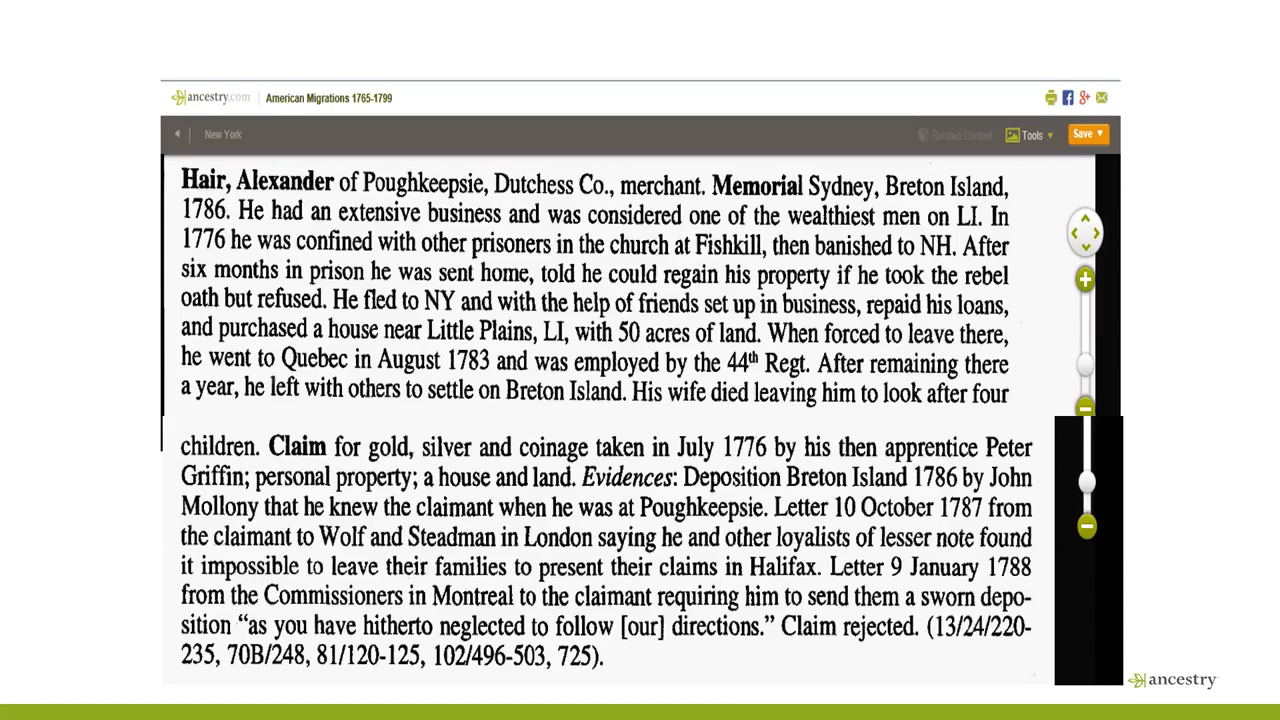 ancestry.com American Migrations 1765-1799
New York Related Content Tools Save
Hair, Alexander of Poughkeepsie, Dutchess Co., merchant. Memorial Sydney, Breton Island,
1786. He had an extensive business and was considered one of the wealthiest men on LI. In
1776 he was confined with other prisoners in the church at Fishkill, then banished to NH. After
six months in prison he was sent home, told he could regain his property if he took the rebel
oath but refused. He fled to NY and with the help of friends set up in business, repaid his loans,
and purchased a house near Little Plains, LI, with 50 acres of land. When forced to leave there,
he went to Quebec in August 1783 and was employed by the 44th Regt. After remaining there
a year, he left with others to settle on Breton Island. His wife died leaving him to look after four
children. Claim for gold, silver and coinage taken in July 1776 by his then apprentice Peter
Griffin; personal property; a house and land. Evidences: Deposition Breton Island 1786 by John
Mollony that he knew the claimant when he was at Poughkeepsie. Letter 10 October 1787 from
the claimant to Wolf and Steadman in London saying he and other loyalists of lesser note found
it impossible to leave their families to present their claims in Halifax. Letter 9 January 1788
from the Commissioners in Montreal to the claimant requiring him to send them a sworn depo-
sition “as you have hitherto neglected to follow [our] directions.” Claim rejected. (13/24/220-
235, 70B/248, 81/120-125, 102/496-503, 725).
ancestry